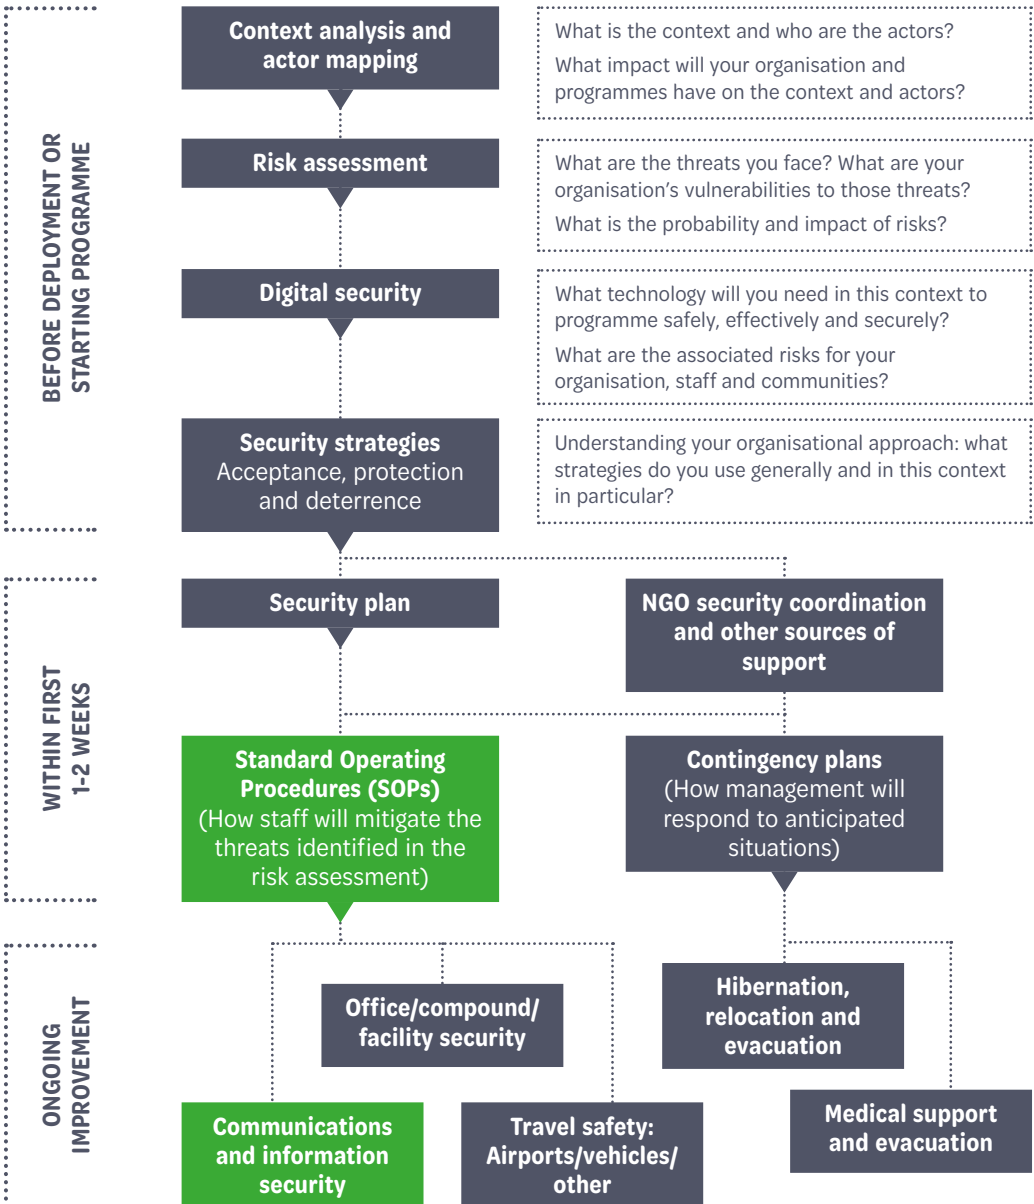 BEFORE DEPLOYMENT OR
STARTING PROGRAMME
Context analysis and
actor mapping
What is the context and who are the actors?
What impact will your organisation and
programmes have on the context and actors?
Risk assessment
What are the threats you face? What are your
organisation’s vulnerabilities to those threats?
What is the probability and impact of risks?
Digital security
What technology will you need in this context to
programme safely, effectively and securely?
What are the associated risks for your
organisation, staff and communities?
Security strategies
Acceptance, protection
and deterrence
Understanding your organisational approach: what
strategies do you use generally and in this context
in particular?
WITHIN FIRST
1-2 WEEKS
Security plan
NGO security coordination
and other sources of
support
Standard Operating
Procedures (SOPs)
(How staff will mitigate the
threats identified in the
risk assessment)
Contingency plans
(How management will
respond to anticipated
situations)
ONGOING
IMPROVEMENT
Office/compound/
facility security
Hibernation,
relocation and
evacuation
Communications
and information
security
Travel safety:
Airports/vehicles/
other
Medical support
and evacuation